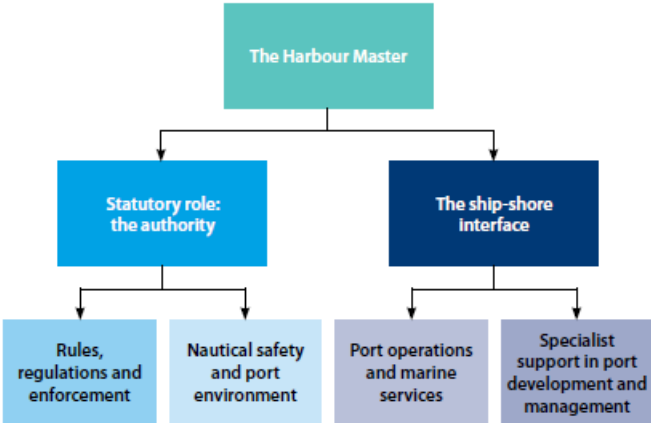 The Harbour Master
Statutory role:
the authority
The ship-shore
interface
Rules,
regulations and
enforcement
Nautical safety
and port
environment
Port operations
and marine
services
Specialist
support in port
development and
management